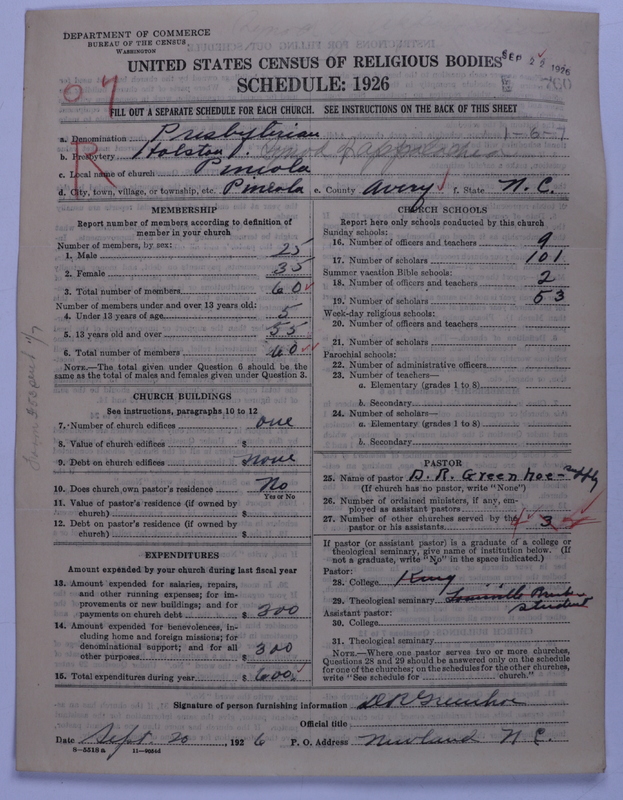 DEPARTMENT OF COMMERCE
BUREAU OF THE CENSUS
WASHINGTON
SEP 22 1926
UNITED STATES CENSUS OF RELIGIOUS BODIES
SCHEDULE: 1926
FILL OUT A SEPARATE SCHEDULE FOR EACH CHURCH. SEE INSTRUCTIONS ON THE BACK OF THIS SHEET
R
a. Denomination Presbyterian 1-6-7
b. Presbytery Holston Synod of Appalachia
c. Local name of church Pineola
d. City, town, village, or township, etc. Pineola e. County Avery f. State N.C.
MEMBERSHIP
Report number of members according to definition of
member in your church
Number of members, by sex:
1. Male 25
2. Female 35
3. Total number of members 60
Number of members under and over 13 years old:
4. Under 13 years of age 5
5. 13 years old and over 55
6. Total number of members 60
NOTE.—The total given under Question 6 should be the
same as the total of males and females given under Question 3.
CHURCH BUILDINGS
See instructions, paragraphs 10 to 12
7. Number of church edifices one
8. Value of church edifices $
9. Debt on church edifices none
10. Does church own pastor's residence No
Yes or No
11. Value of pastor's residence (if owned by
church) $
12. Debt on pastor's residence (if owned by
church) $
EXPENDITURES
Amount expended by your church during last fiscal year
13. Amount expended for salaries, repairs,
and other running expenses; for im-
provements or new buildings; and for
payments on church debt $ 300
14. Amount expended for benevolences, in-
cluding home and foreign missions; for
denominational support; and for all
other purposes $ 300
15. Total expenditures during year $ 600
CHURCH SCHOOLS
Report here only schools conducted by this church
Sunday schools:
16. Number of officers and teachers 9
17. Number of scholars 101
Summer vacation Bible schools:
18. Number of officers and teachers 2
19. Number of scholars 53
Week-day religious schools:
20. Number of officers and teachers
21. Number of scholars
Parochial schools:
22. Number of administrative officers
23. Number of teachers—
a. Elementary (grades 1 to 8)
b. Secondary
24. Number of scholars—
a. Elementary (grades 1 to 8)
b. Secondary
PASTOR
25. Name of pastor D. R. Greenhoe - Supply
(If church has no pastor, write "None")
26. Number of ordained ministers, if any, em-
ployed as assistant pastors
27. Number of other churches served by the
pastor or his assistants 3
If pastor (or assistant pastor) is a graduate of a college or
theological seminary, give name of institution below. (If
not a graduate, write "No" in the space indicated.)
Pastor:
28. College King
29. Theological seminary Louisville
student
Assistant pastor:
30. College
31. Theological seminary
NOTE.—Where one pastor serves two or more churches,
Questions 28 and 29 should be answered only on the schedule
for one of the churches; on the schedules for the other churches,
write "See schedule for church."
Signature of person furnishing information D R Greenhoe
Official title
Date Sept. 20, 1926 P. O. Address Newland N C.
8-5518a 11-9056d